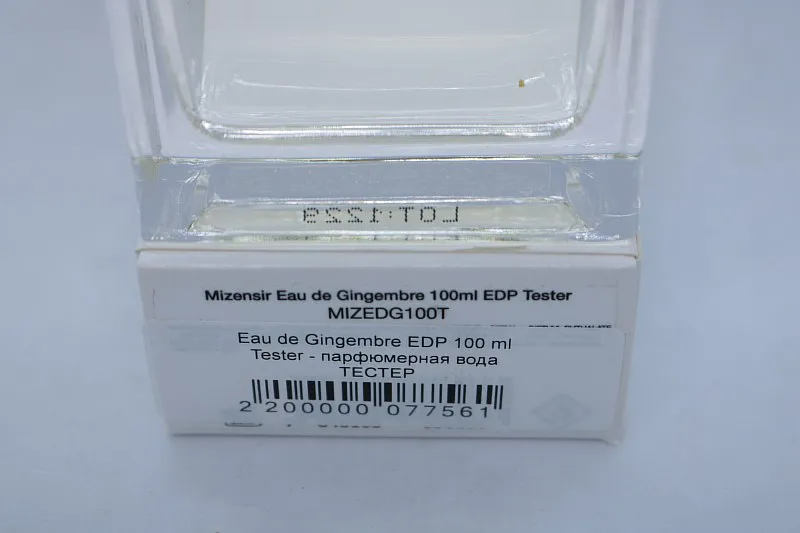 LOT:1229
Mizensir Eau de Gingembre 100ml EDP Tester
MIZEDG100T
Eau de Gingembre EDP 100 ml
Tester - парфюмерная вода
ТЕСТЕР
2 200000 077561